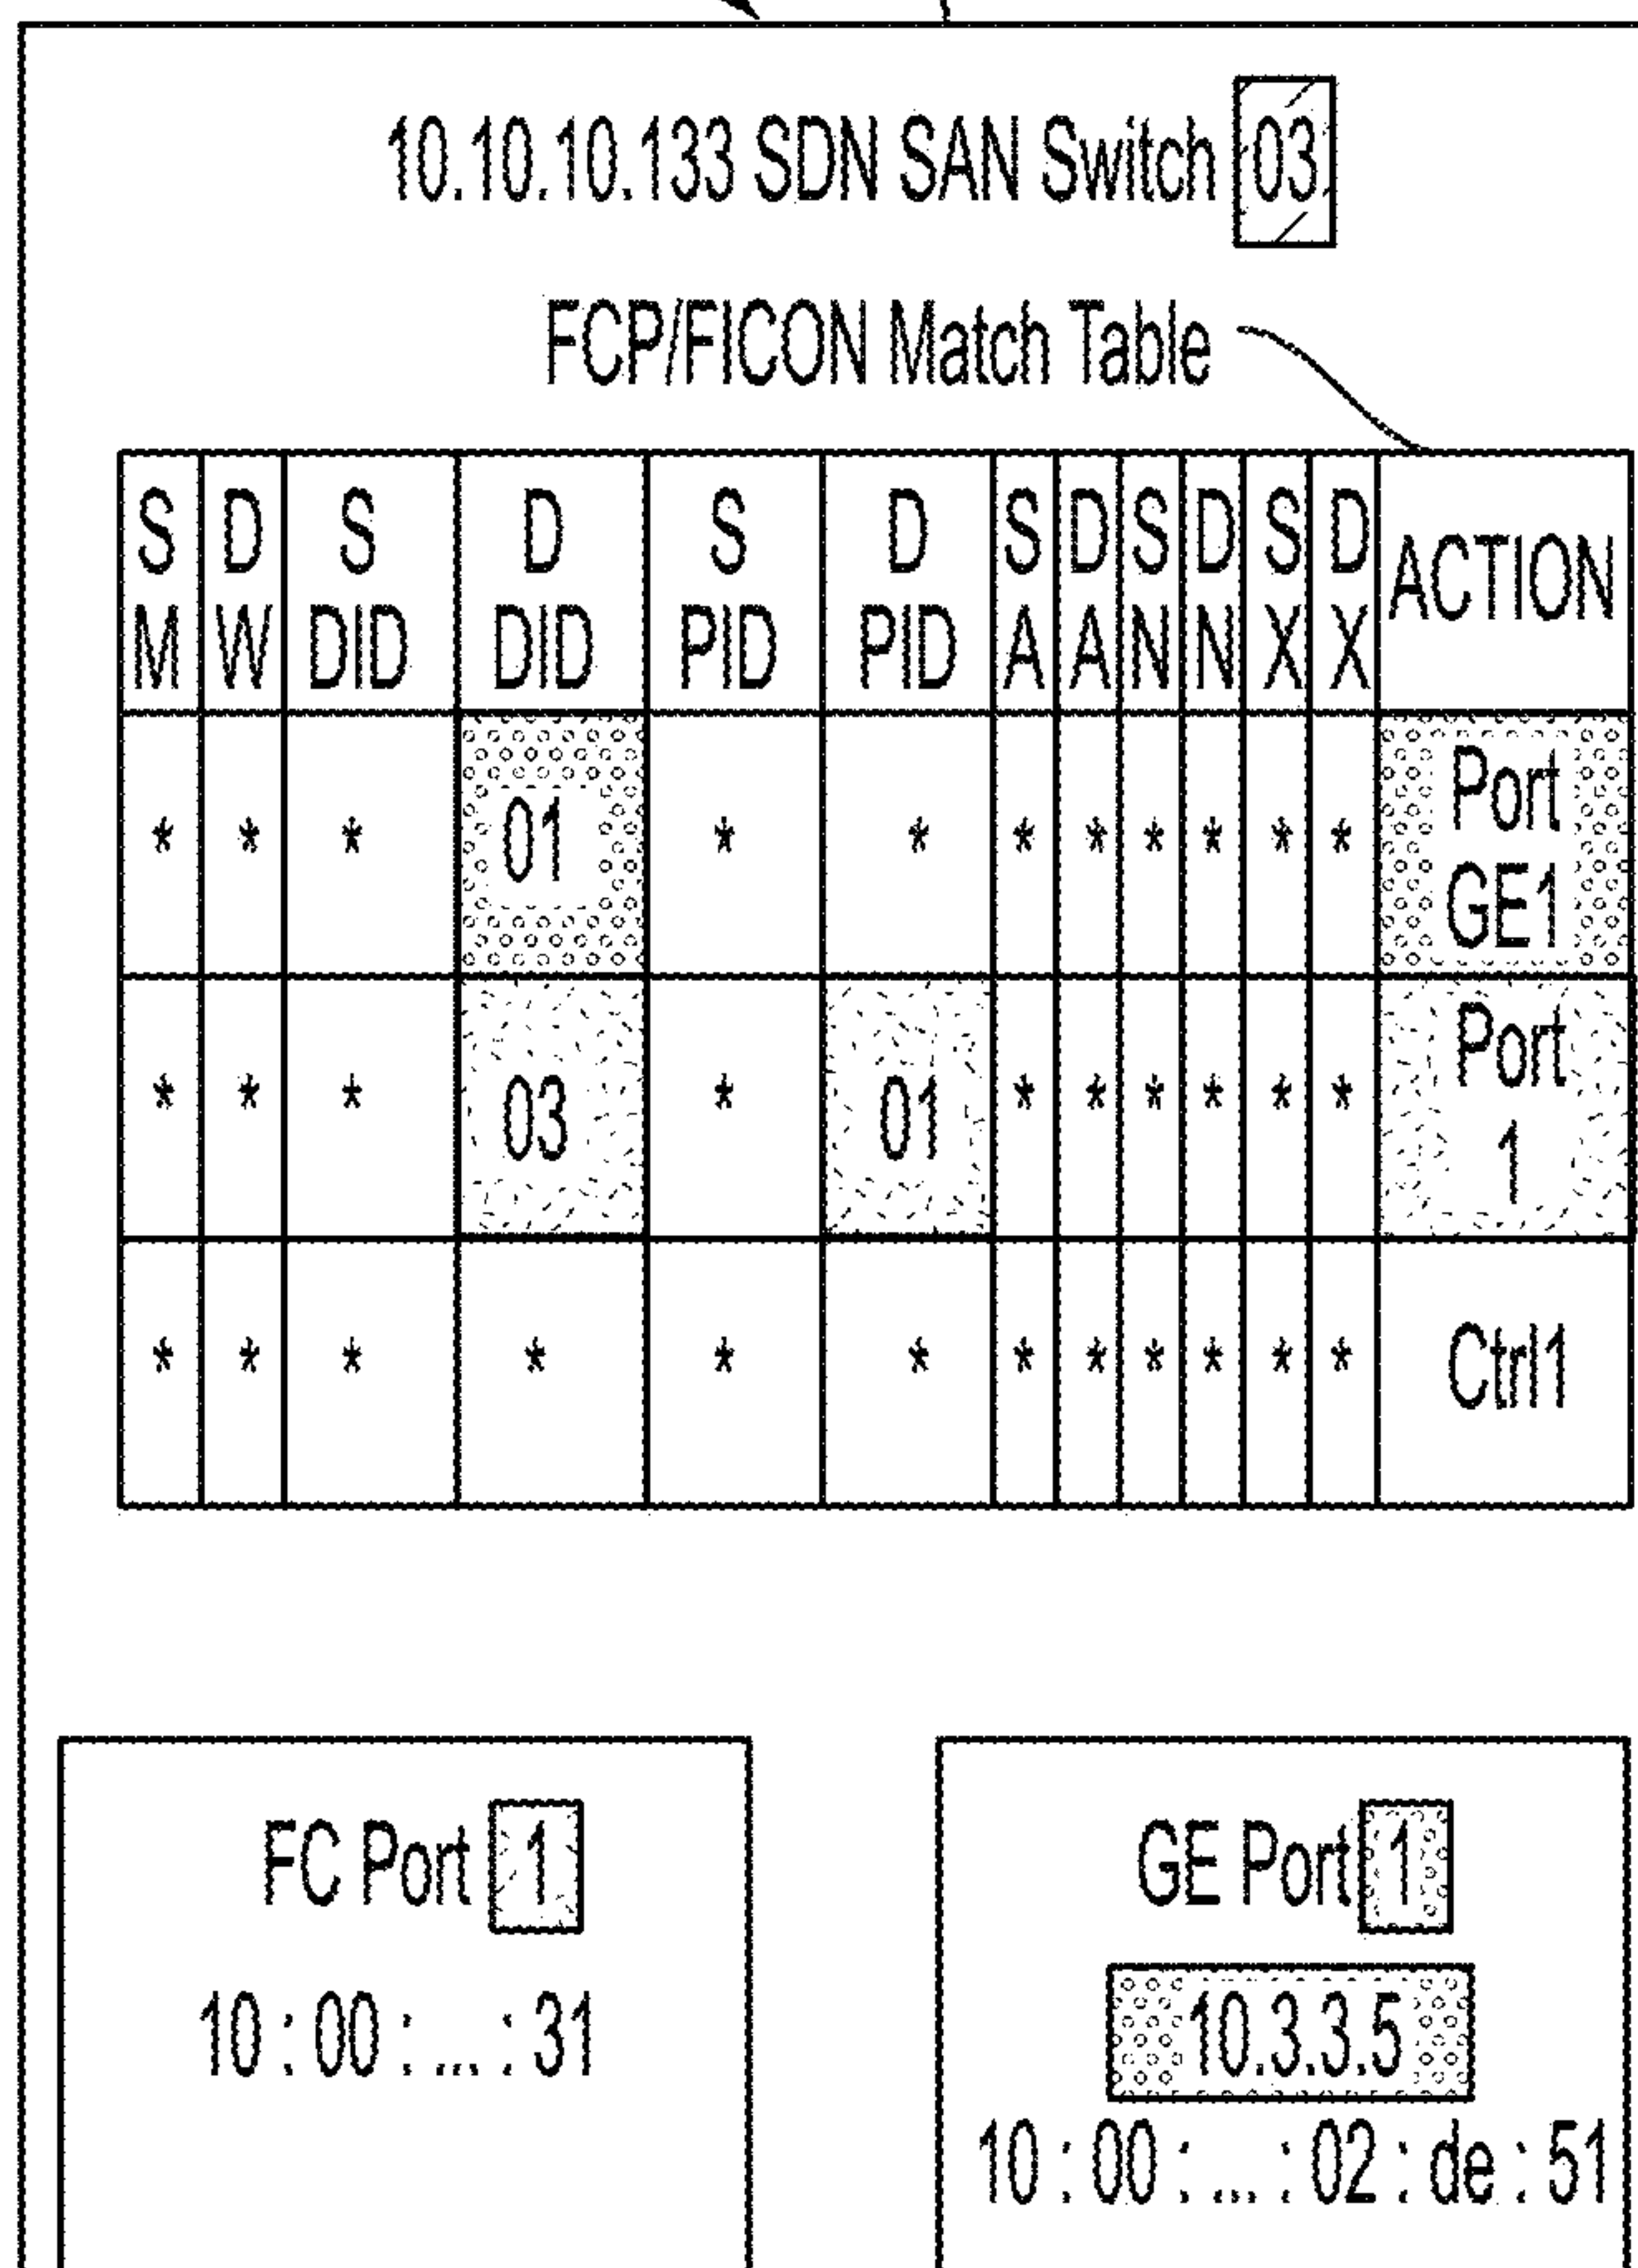 10.10.10.133 SDN SAN Switch 03
FCP/FICON Match Table
S M D W S DID D DID S PID D PID S A D A S N D N S X D X ACTION
* * * 01 * * * * * * * * Port GE1
* * * 03 * 01 * * * * * * Port 1
* * * * * * * * * * * * Ctrl1
FC Port 1
10 : 00 : ... : 31
GE Port 1
10.3.3.5
10 : 00 : ... : 02 : de : 51